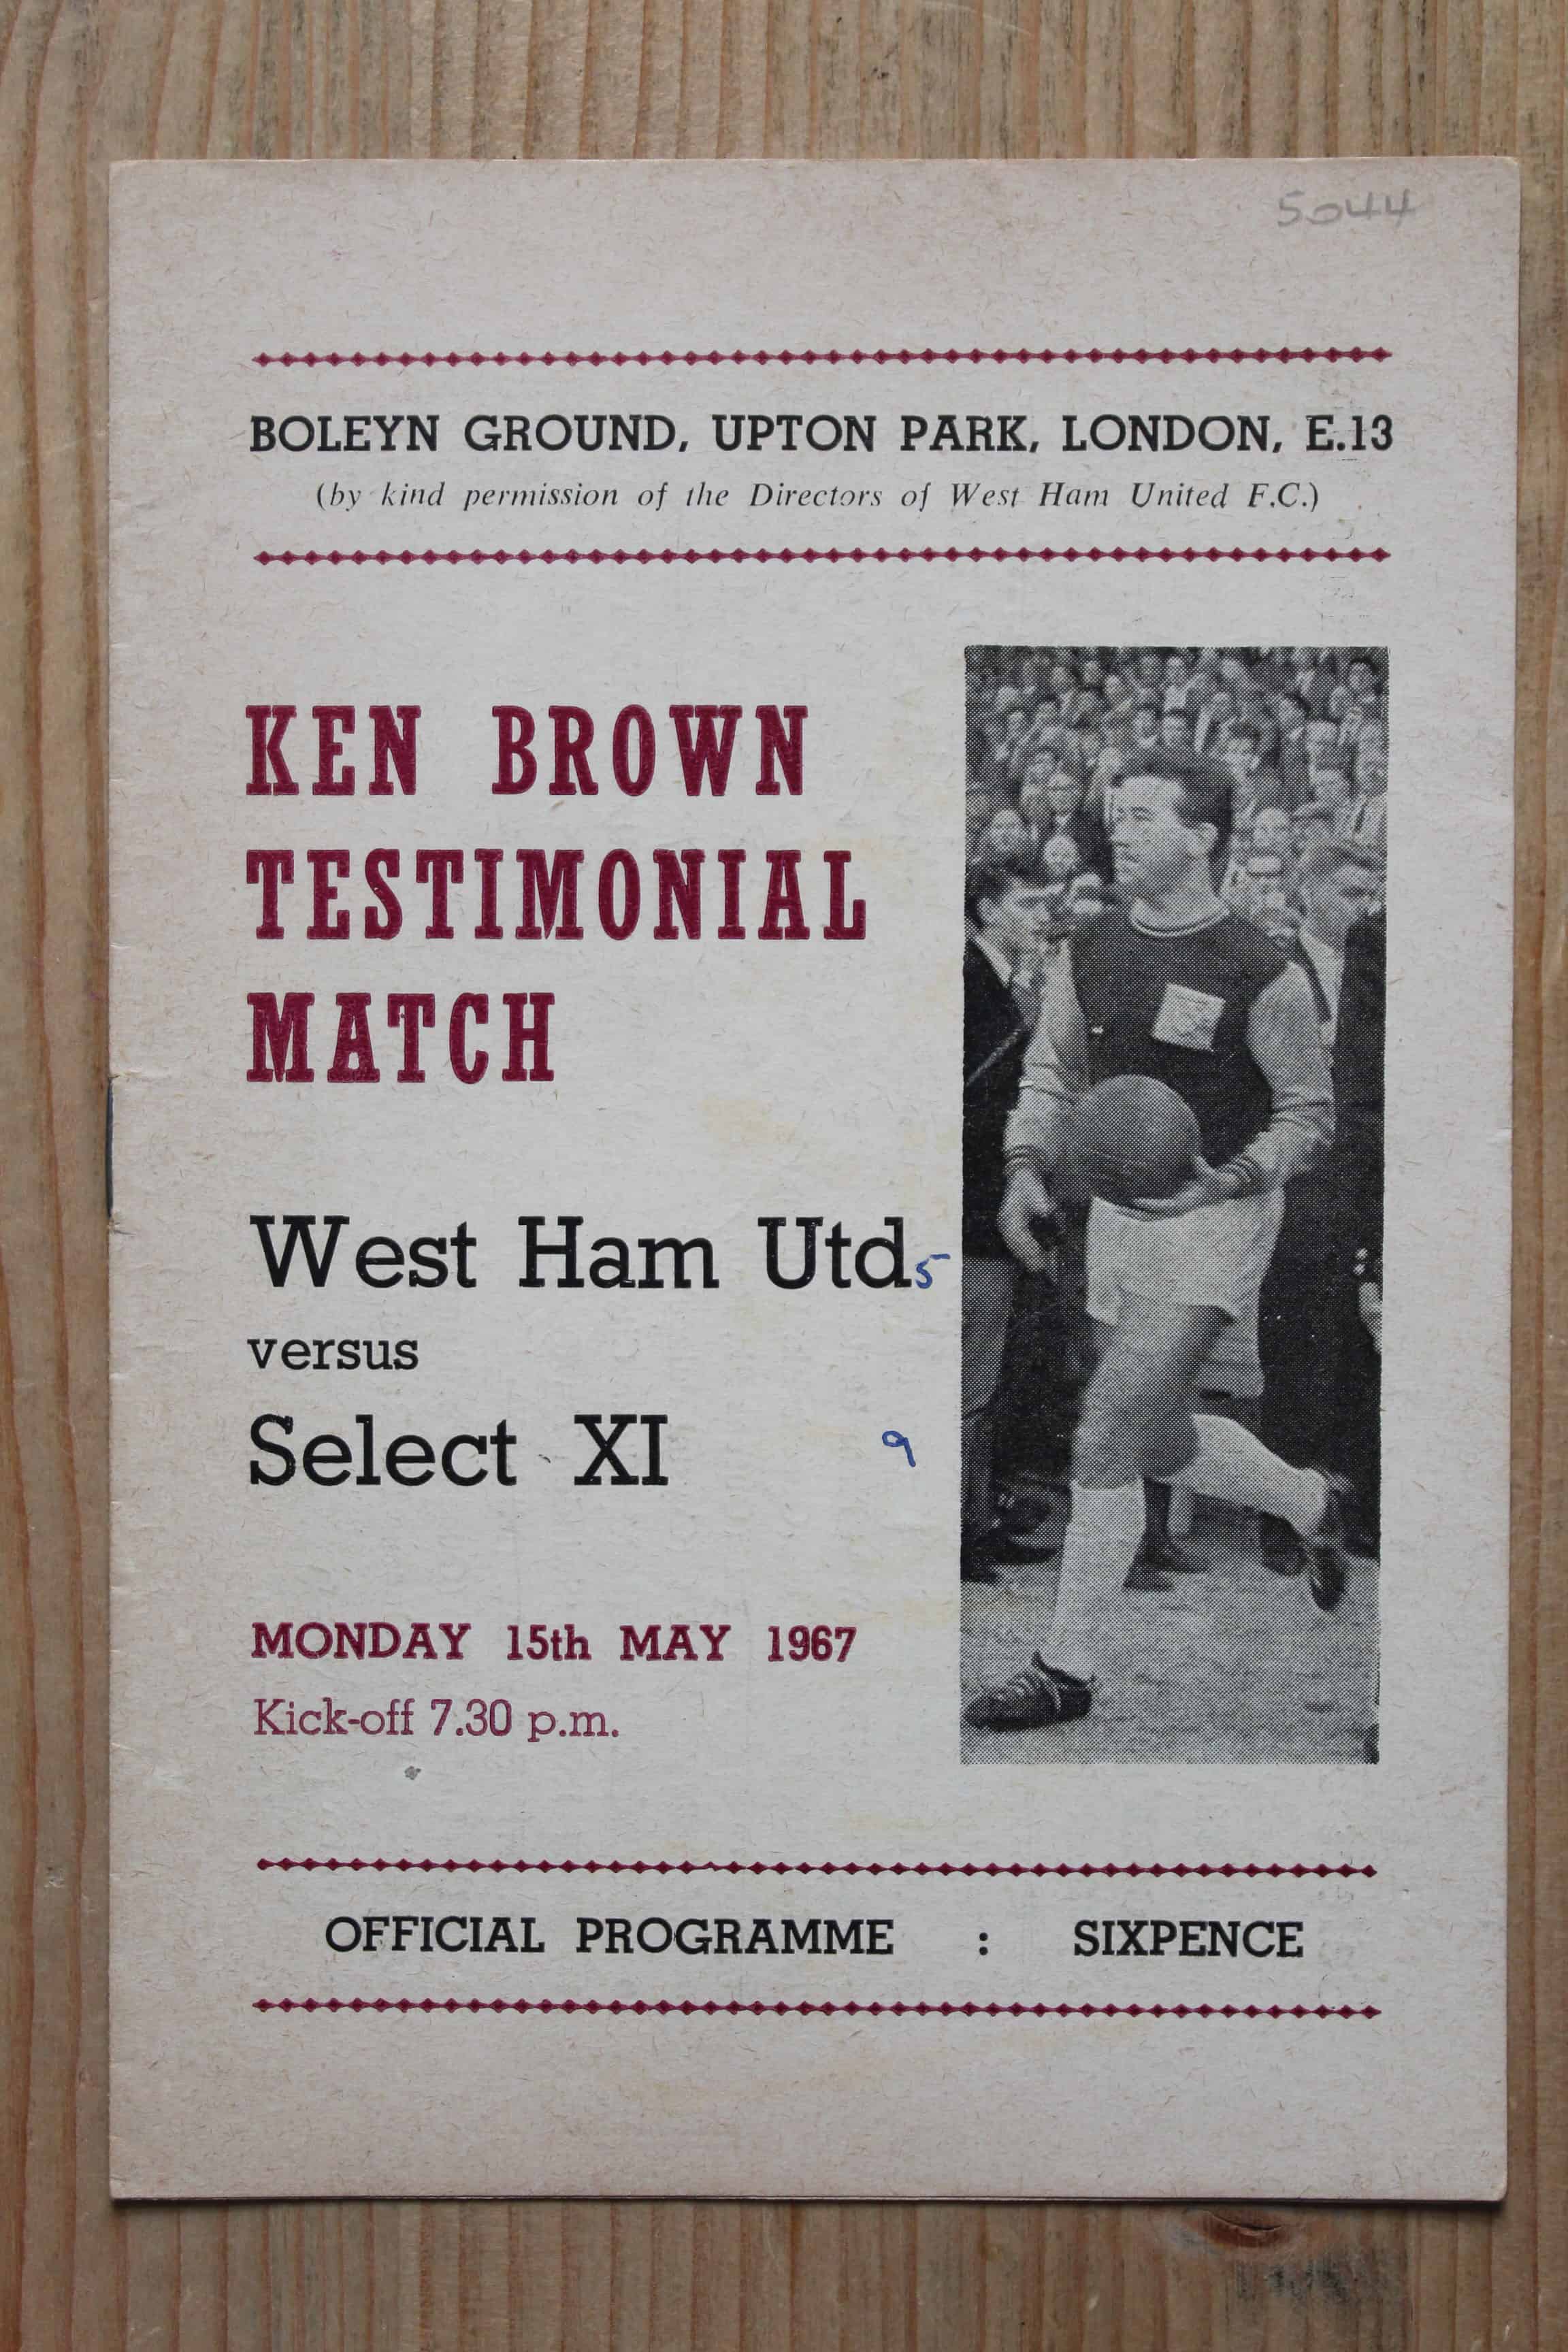 5044
BOLEYN GROUND, UPTON PARK, LONDON, E.13
(by kind permission of the Directors of West Ham United F.C.)
KEN BROWN
TESTIMONIAL
MATCH
West Ham Utd. 5
versus
Select XI 9
MONDAY 15th MAY 1967
Kick-off 7.30 p.m.
OFFICIAL PROGRAMME : SIXPENCE